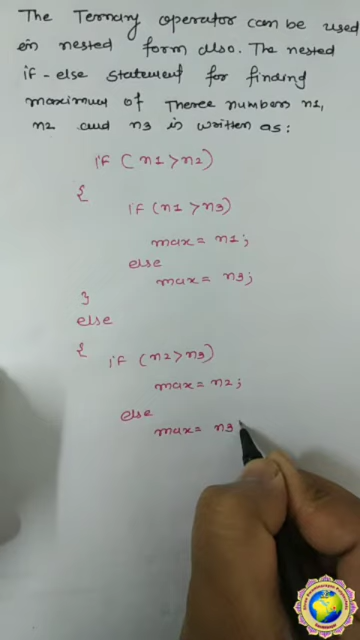 The Ternary operator can be used
in nested form also. The nested
if-else statement for finding
maximum of Theree numbers n1,
n2 and n3 is written as:
if (n1>n2)
{
if (n1>n3)
max = n1;
else
max = n3;
}
else
{
if (n2>n3)
max = n2;
else
max = n3